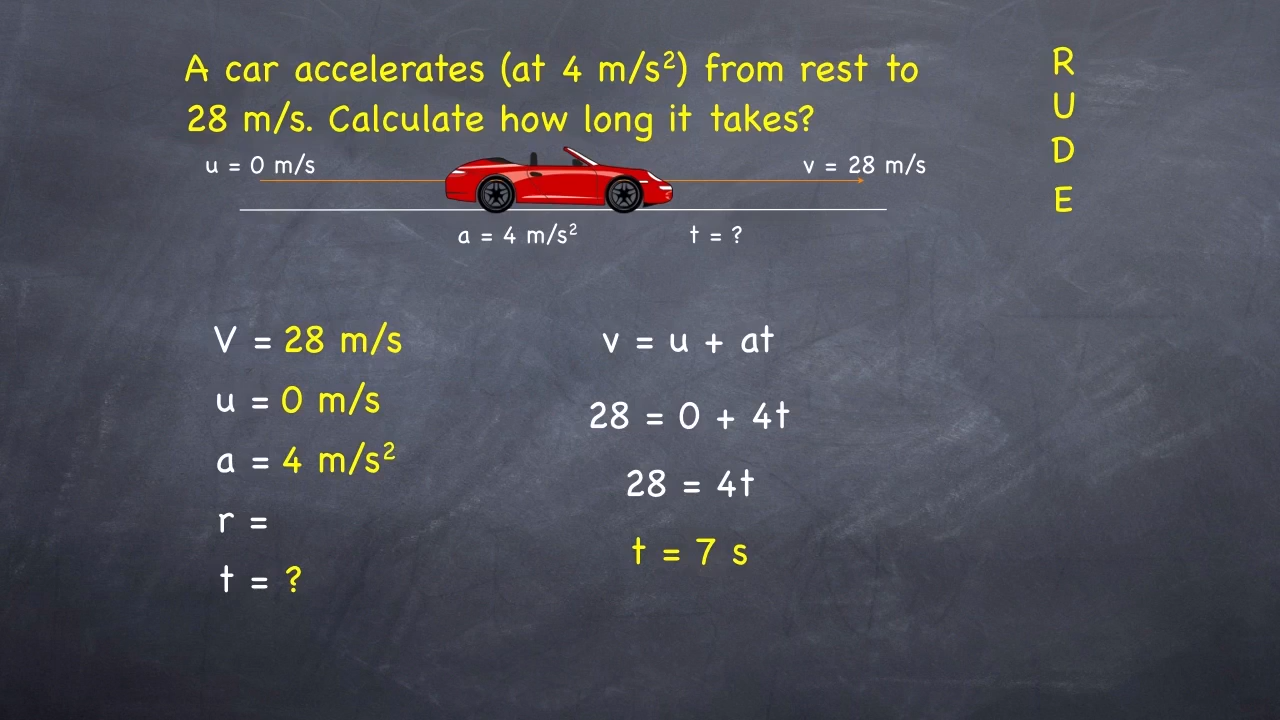 A car accelerates (at 4 m/s²) from rest to
28 m/s. Calculate how long it takes?
u = 0 m/s
v = 28 m/s
a = 4 m/s²
t = ?
R
U
D
E
V = 28 m/s
u = 0 m/s
a = 4 m/s²
r =
t = ?
v = u + at
28 = 0 + 4t
28 = 4t
t = 7 s